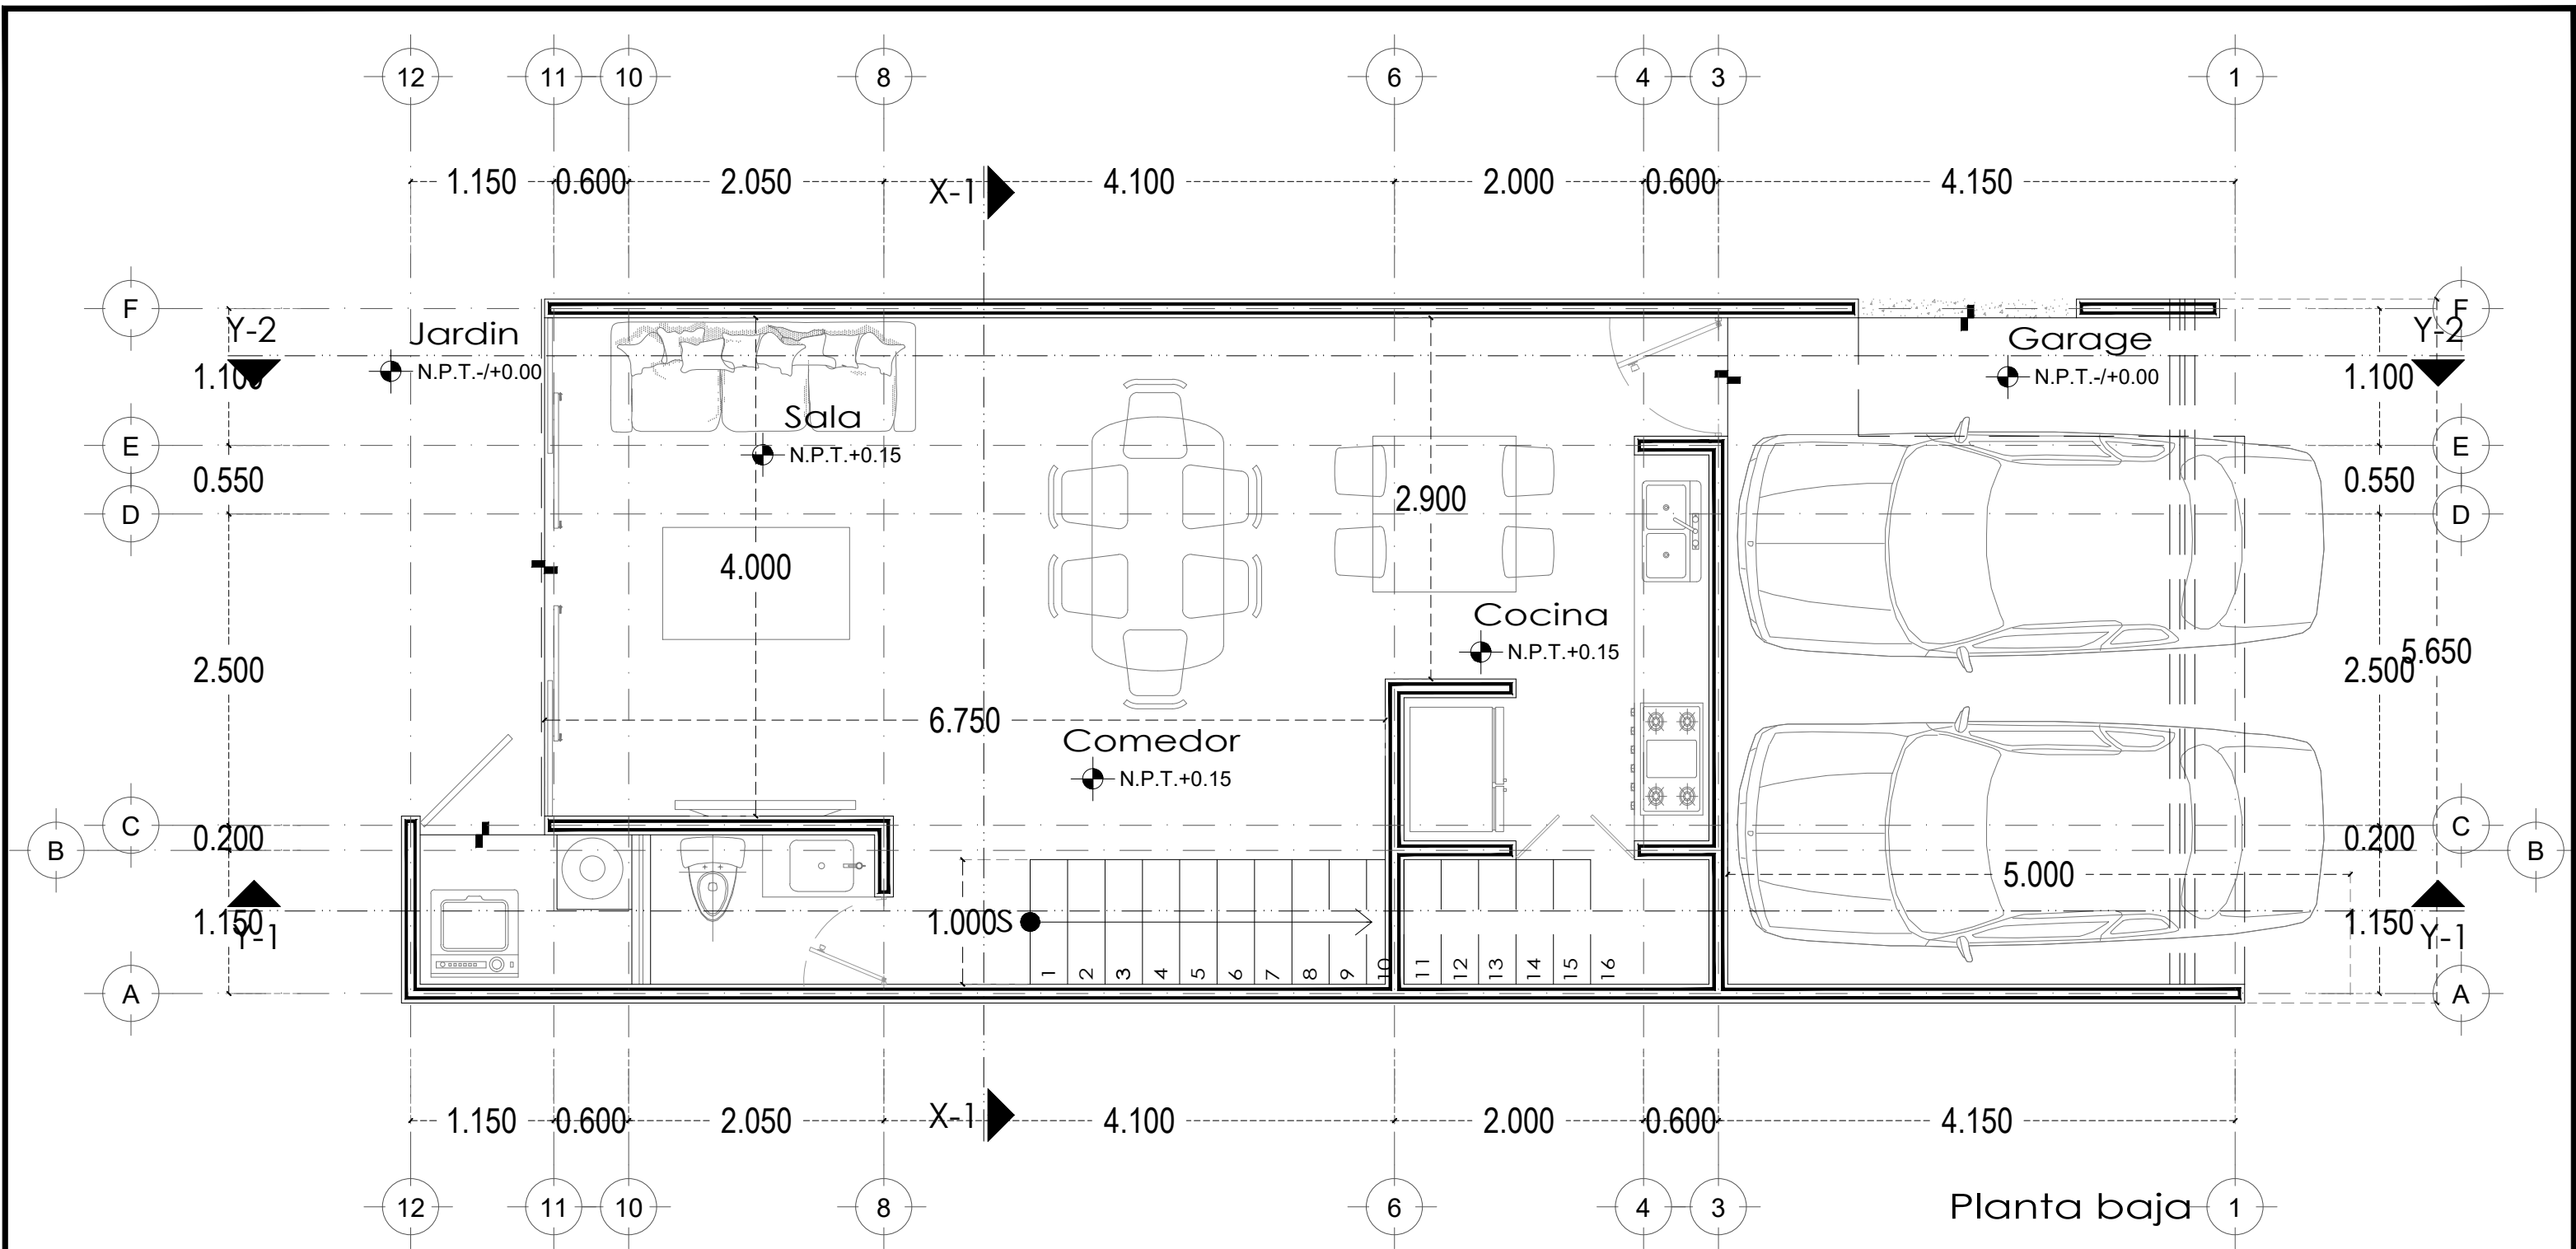 12 11 10 8 6 4 3 1
1.150 0.600 2.050 X-1 4.100 2.000 0.600 4.150
F F
Y-2 Jardin Garage Y-2
N.P.T.-/+0.00 N.P.T.-/+0.00
1.100 1.100
Sala
E N.P.T.+0.15 E
0.550 2.900 0.550
D D
4.000
Cocina
N.P.T.+0.15
2.500 2.500 5.650
6.750
Comedor
N.P.T.+0.15
C C
0.200 0.200
B B
5.000
1.150 1.000 S 1.150
Y-1 Y-1
1 2 3 4 5 6 7 8 9 10 11 12 13 14 15 16
A A
1.150 0.600 2.050 X-1 4.100 2.000 0.600 4.150
12 11 10 8 6 4 3 Planta baja 1